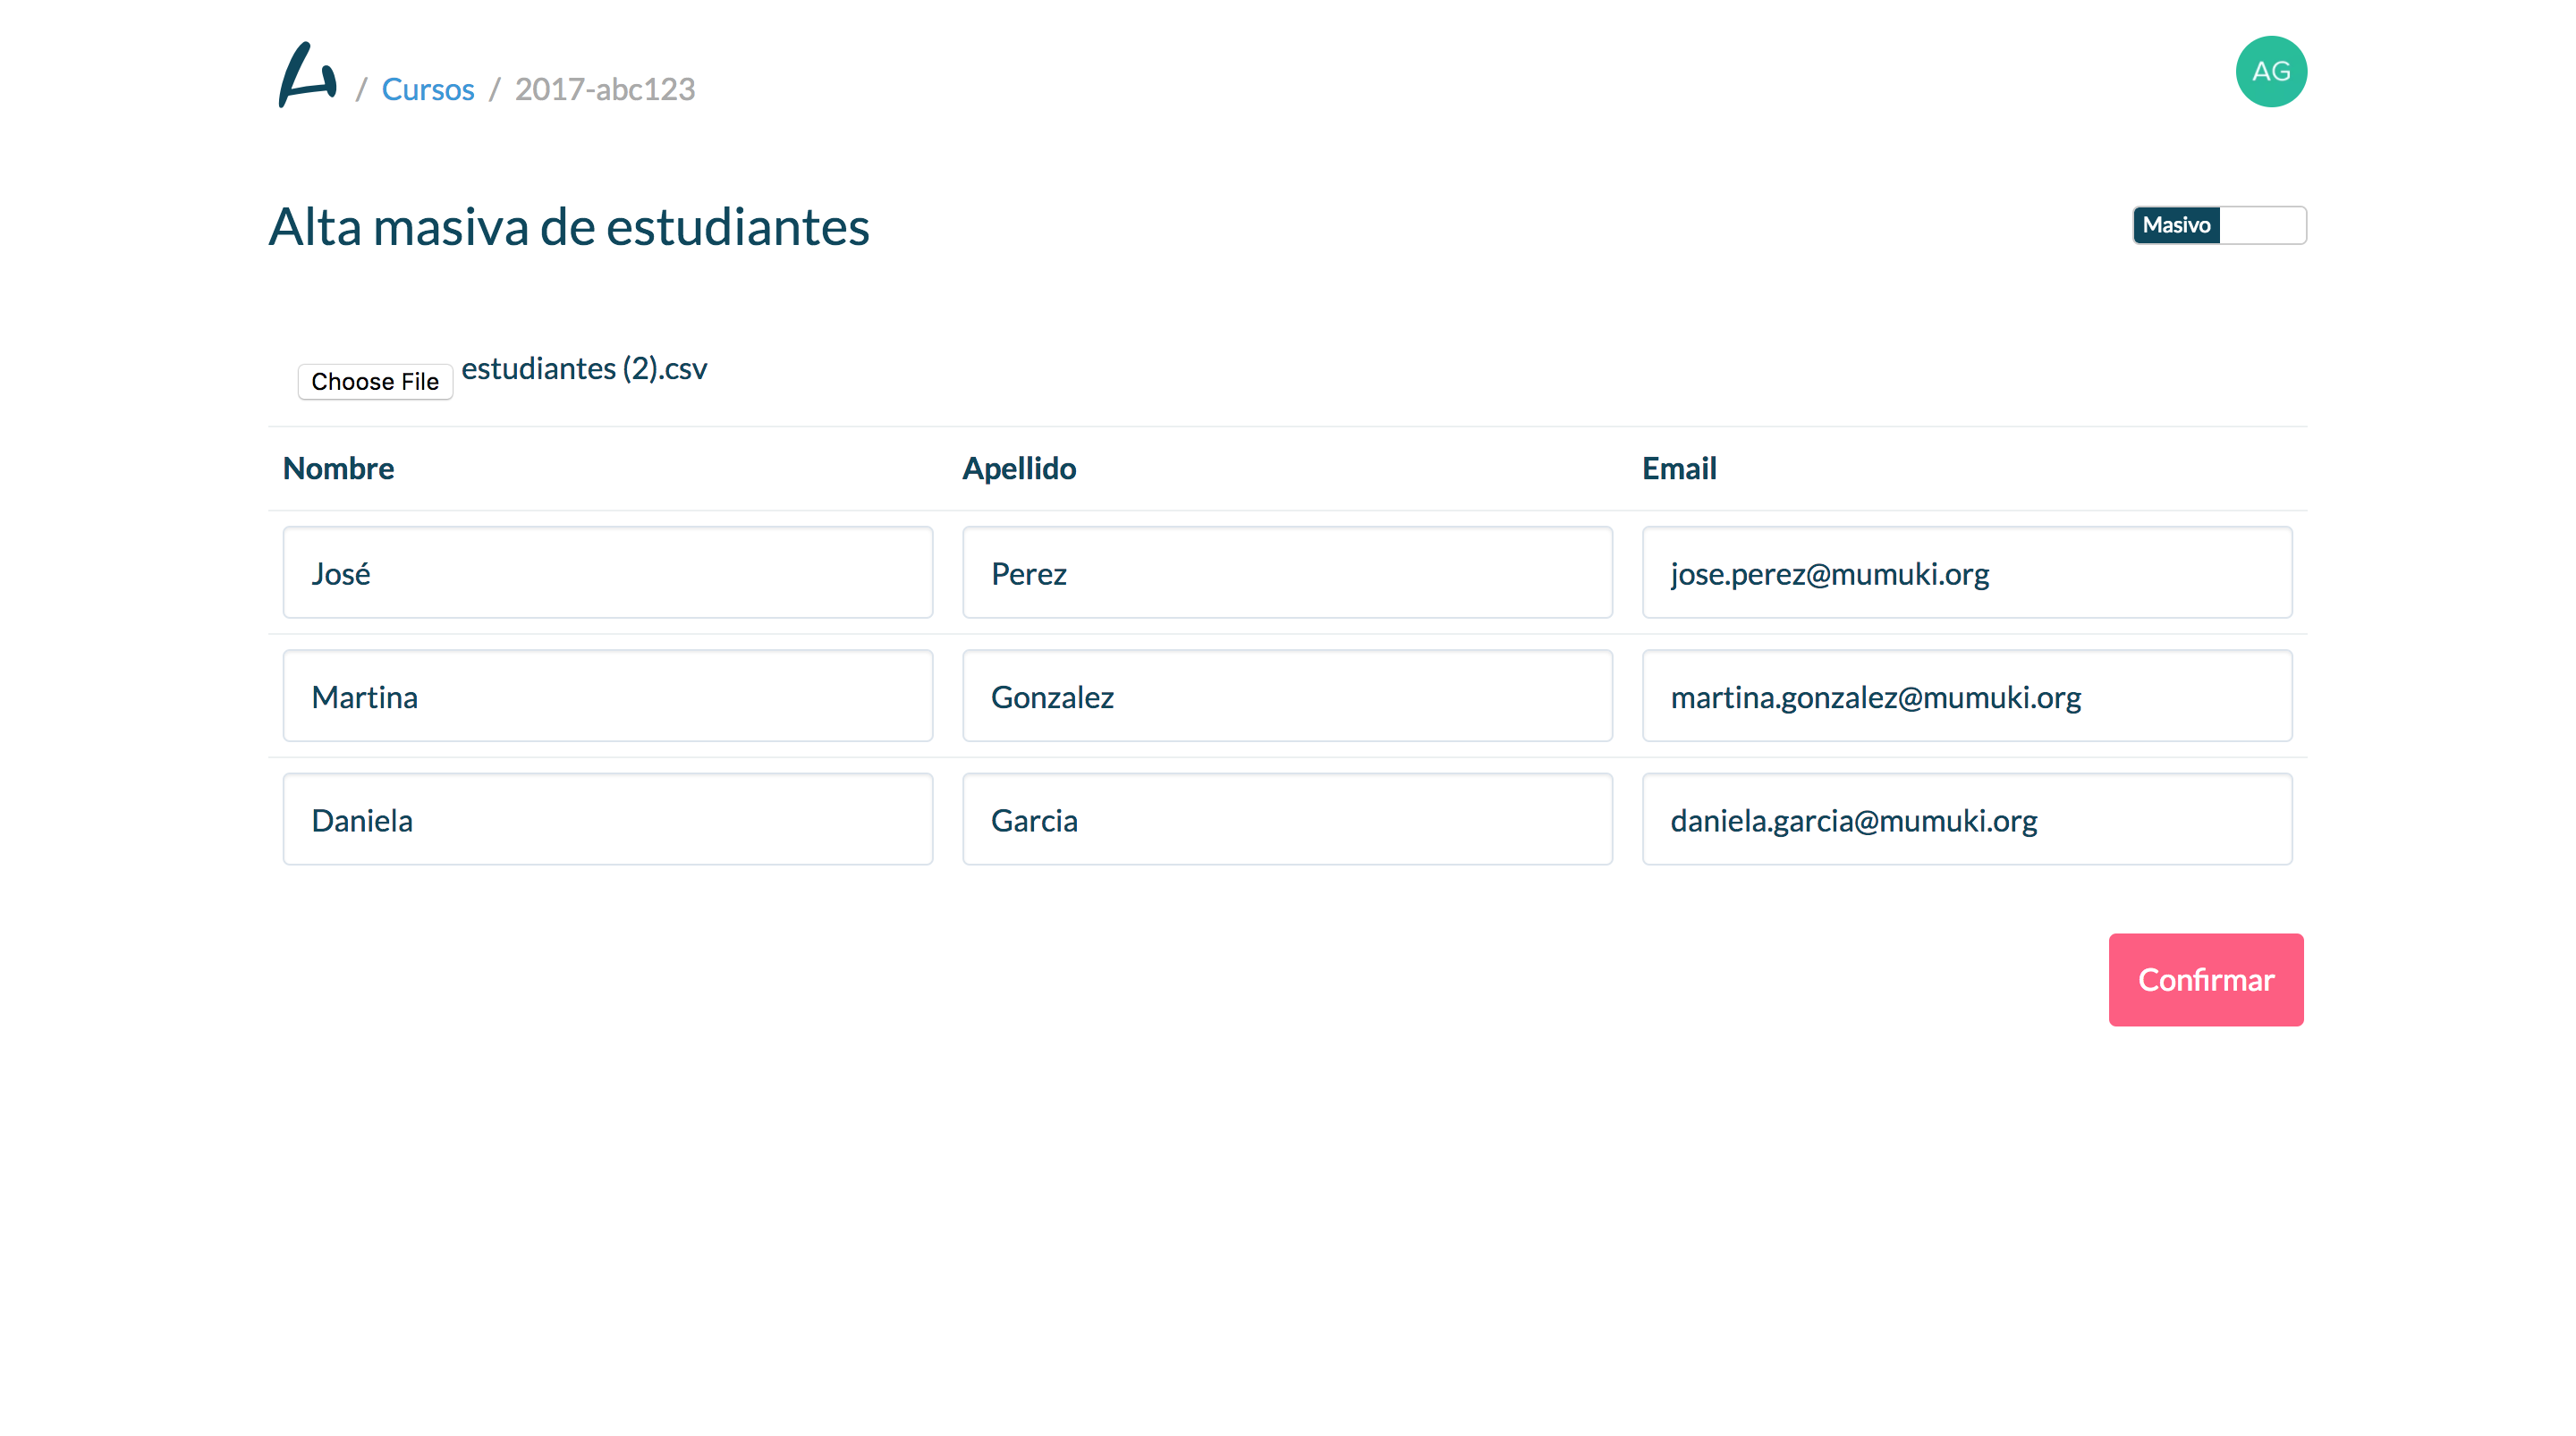 / Cursos / 2017-abc123
AG
Alta masiva de estudiantes
Masivo
Choose File estudiantes (2).csv
Nombre Apellido Email
José Perez jose.perez@mumuki.org
Martina Gonzalez martina.gonzalez@mumuki.org
Daniela Garcia daniela.garcia@mumuki.org
Confirmar